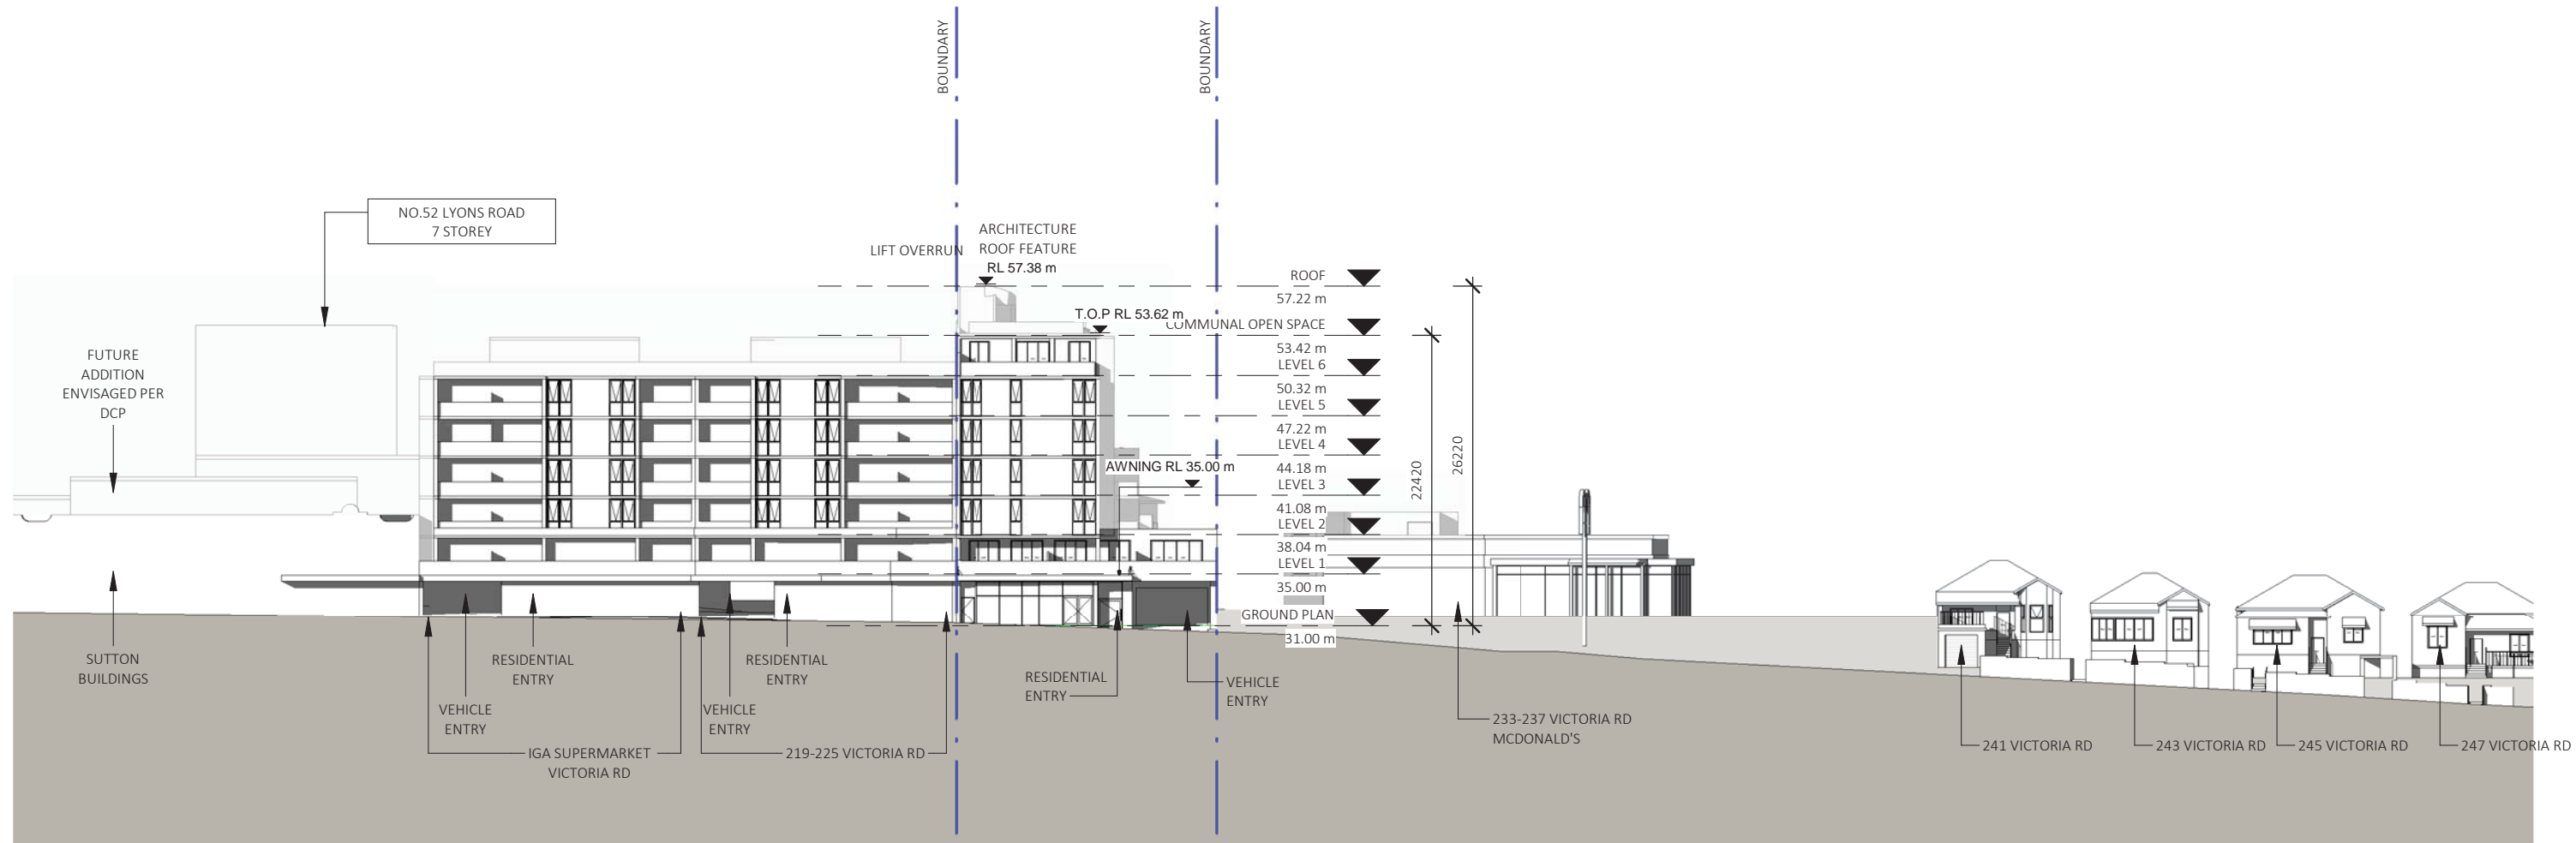 BOUNDARY
BOUNDARY
NO.52 LYONS ROAD
7 STOREY
LIFT OVERRUN
ARCHITECTURE
ROOF FEATURE
RL 57.38 m
T.O.P RL 53.62 m
AWNING RL 35.00 m
ROOF
57.22 m
COMMUNAL OPEN SPACE
53.42 m
LEVEL 6
50.32 m
LEVEL 5
47.22 m
LEVEL 4
44.18 m
LEVEL 3
41.08 m
LEVEL 2
38.04 m
LEVEL 1
35.00 m
GROUND PLAN
31.00 m
22420
26220
FUTURE
ADDITION
ENVISAGED PER
DCP
SUTTON
BUILDINGS
RESIDENTIAL
ENTRY
VEHICLE
ENTRY
RESIDENTIAL
ENTRY
VEHICLE
ENTRY
IGA SUPERMARKET
VICTORIA RD
219-225 VICTORIA RD
RESIDENTIAL
ENTRY
VEHICLE
ENTRY
233-237 VICTORIA RD
MCDONALD'S
241 VICTORIA RD
243 VICTORIA RD
245 VICTORIA RD
247 VICTORIA RD